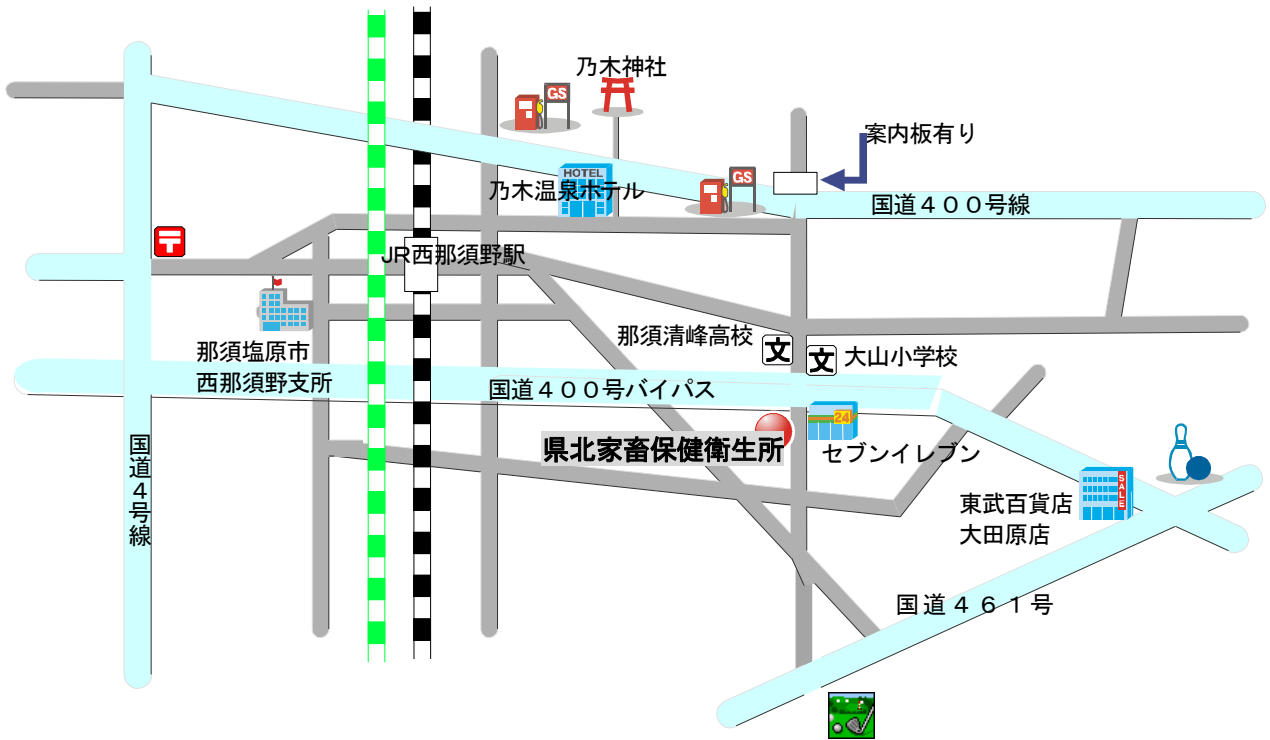 乃木神社
GS
案内板有り
HOTEL
GS
乃木温泉ホテル
国道４００号線
〒
JR西那須野駅
那須清峰高校
文
文
大山小学校
那須塩原市
西那須野支所
国道４００号バイパス
24
県北家畜保健衛生所
セブンイレブン
国道４号線
SALE
東武百貨店
大田原店
国道４６１号